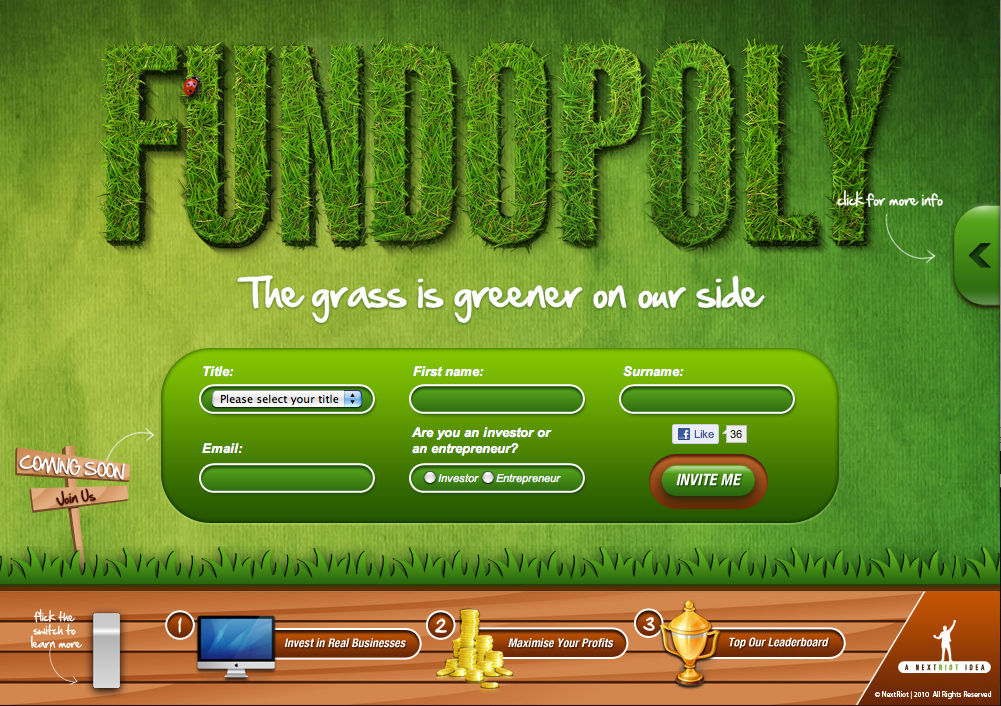 FUNDOPOLY
click for more info
The grass is greener on our side
Title:
First name:
Surname:
Please select your title
Like
36
Email:
Are you an investor or
an entrepreneur?
Investor
Entrepreneur
INVITE ME
COMING SOON
Join Us
flick the
switch to
learn more
1
Invest in Real Businesses
2
Maximise Your Profits
3
Top Our Leaderboard
A NEXTRIOT IDEA
© NextRiot | 2010 All Rights Reserved